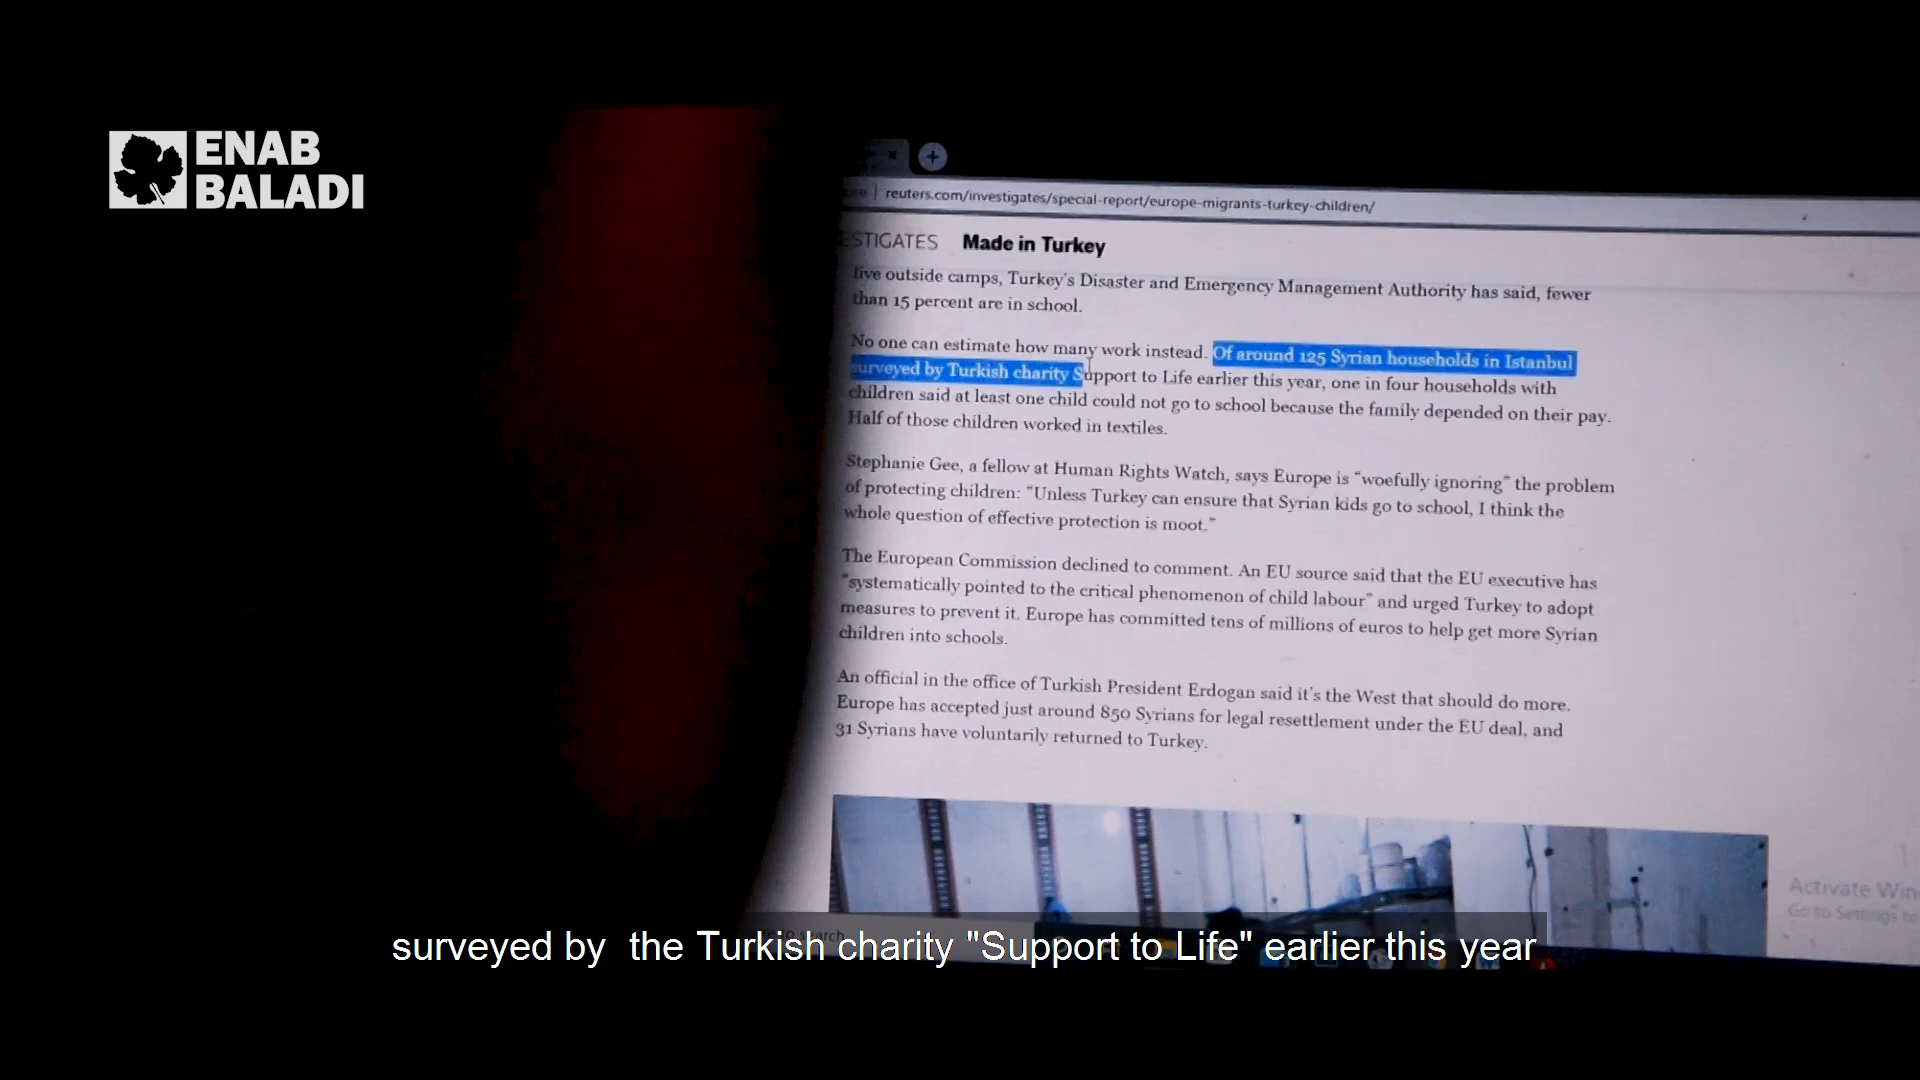 ENAB
BALADI
reuters.com/investigates/special-report/europe-migrants-turkey-children/
STIGATES Made in Turkey
live outside camps, Turkey's Disaster and Emergency Management Authority has said, fewer
than 15 percent are in school.
No one can estimate how many work instead. Of around 125 Syrian households in Istanbul
surveyed by Turkish charity Support to Life earlier this year, one in four households with
children said at least one child could not go to school because the family depended on their pay.
Half of those children worked in textiles.
Stephanie Gee, a fellow at Human Rights Watch, says Europe is "woefully ignoring" the problem
of protecting children: "Unless Turkey can ensure that Syrian kids go to school, I think the
whole question of effective protection is moot."
The European Commission declined to comment. An EU source said that the EU executive has
"systematically pointed to the critical phenomenon of child labour" and urged Turkey to adopt
measures to prevent it. Europe has committed tens of millions of euros to help get more Syrian
children into schools.
An official in the office of Turkish President Erdogan said it's the West that should do more.
Europe has accepted just around 850 Syrians for legal resettlement under the EU deal, and
31 Syrians have voluntarily returned to Turkey.
Activate Win
Go to Settings to
to search
surveyed by the Turkish charity "Support to Life" earlier this year